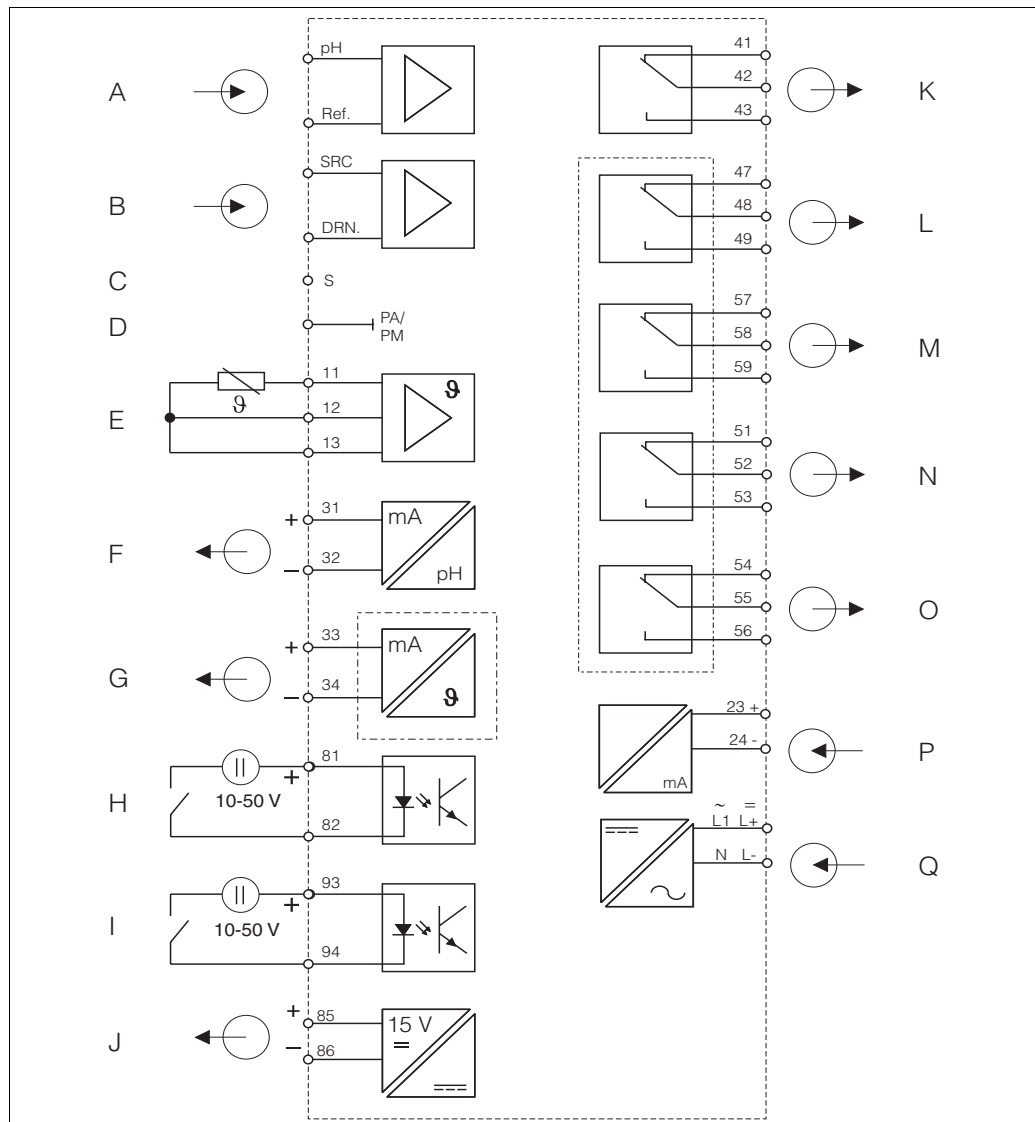 A
pH
Ref.
B
SRC
DRN.
C
S
D
PA/
PM
E
11
12
13
ϑ
ϑ
F
+
31
−
32
mA
pH
G
+
33
−
34
mA
ϑ
H
10-50 V
+
81
82
I
10-50 V
+
93
94
J
+
85
−
86
15 V
41
42
43
K
47
48
49
L
57
58
59
M
51
52
53
N
54
55
56
O
23 +
24 -
mA
P
~ =
L1 L+
N L-
Q